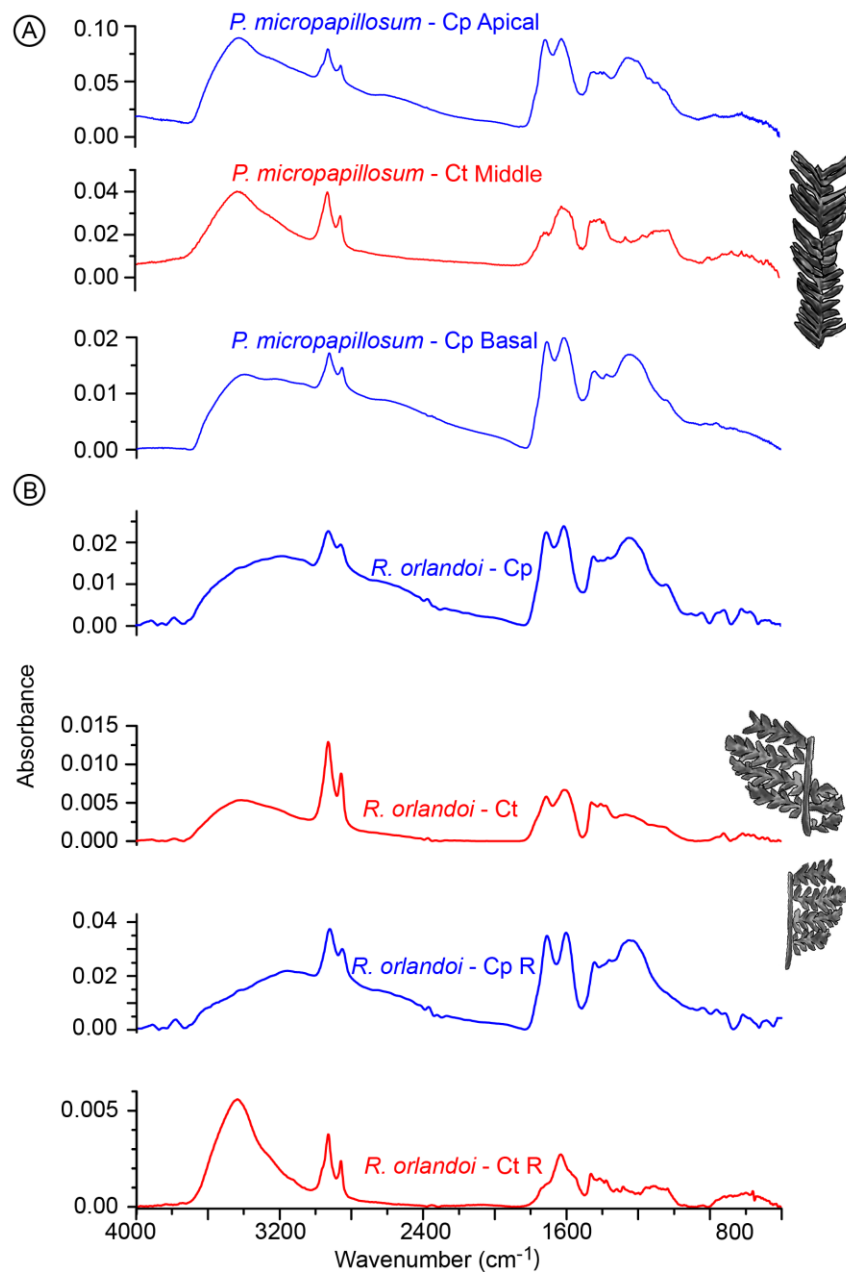 A
P. micropapillosum - Cp Apical
0.10
0.05
0.00
P. micropapillosum - Ct Middle
0.04
0.02
0.00
P. micropapillosum - Cp Basal
0.02
0.01
0.00
B
R. orlandoi - Cp
0.02
0.01
0.00
Absorbance
R. orlandoi - Ct
0.015
0.010
0.005
0.000
R. orlandoi - Cp R
0.04
0.02
0.00
R. orlandoi - Ct R
0.005
0.00
4000 3200 2400 1600 800
Wavenumber (cm-1)